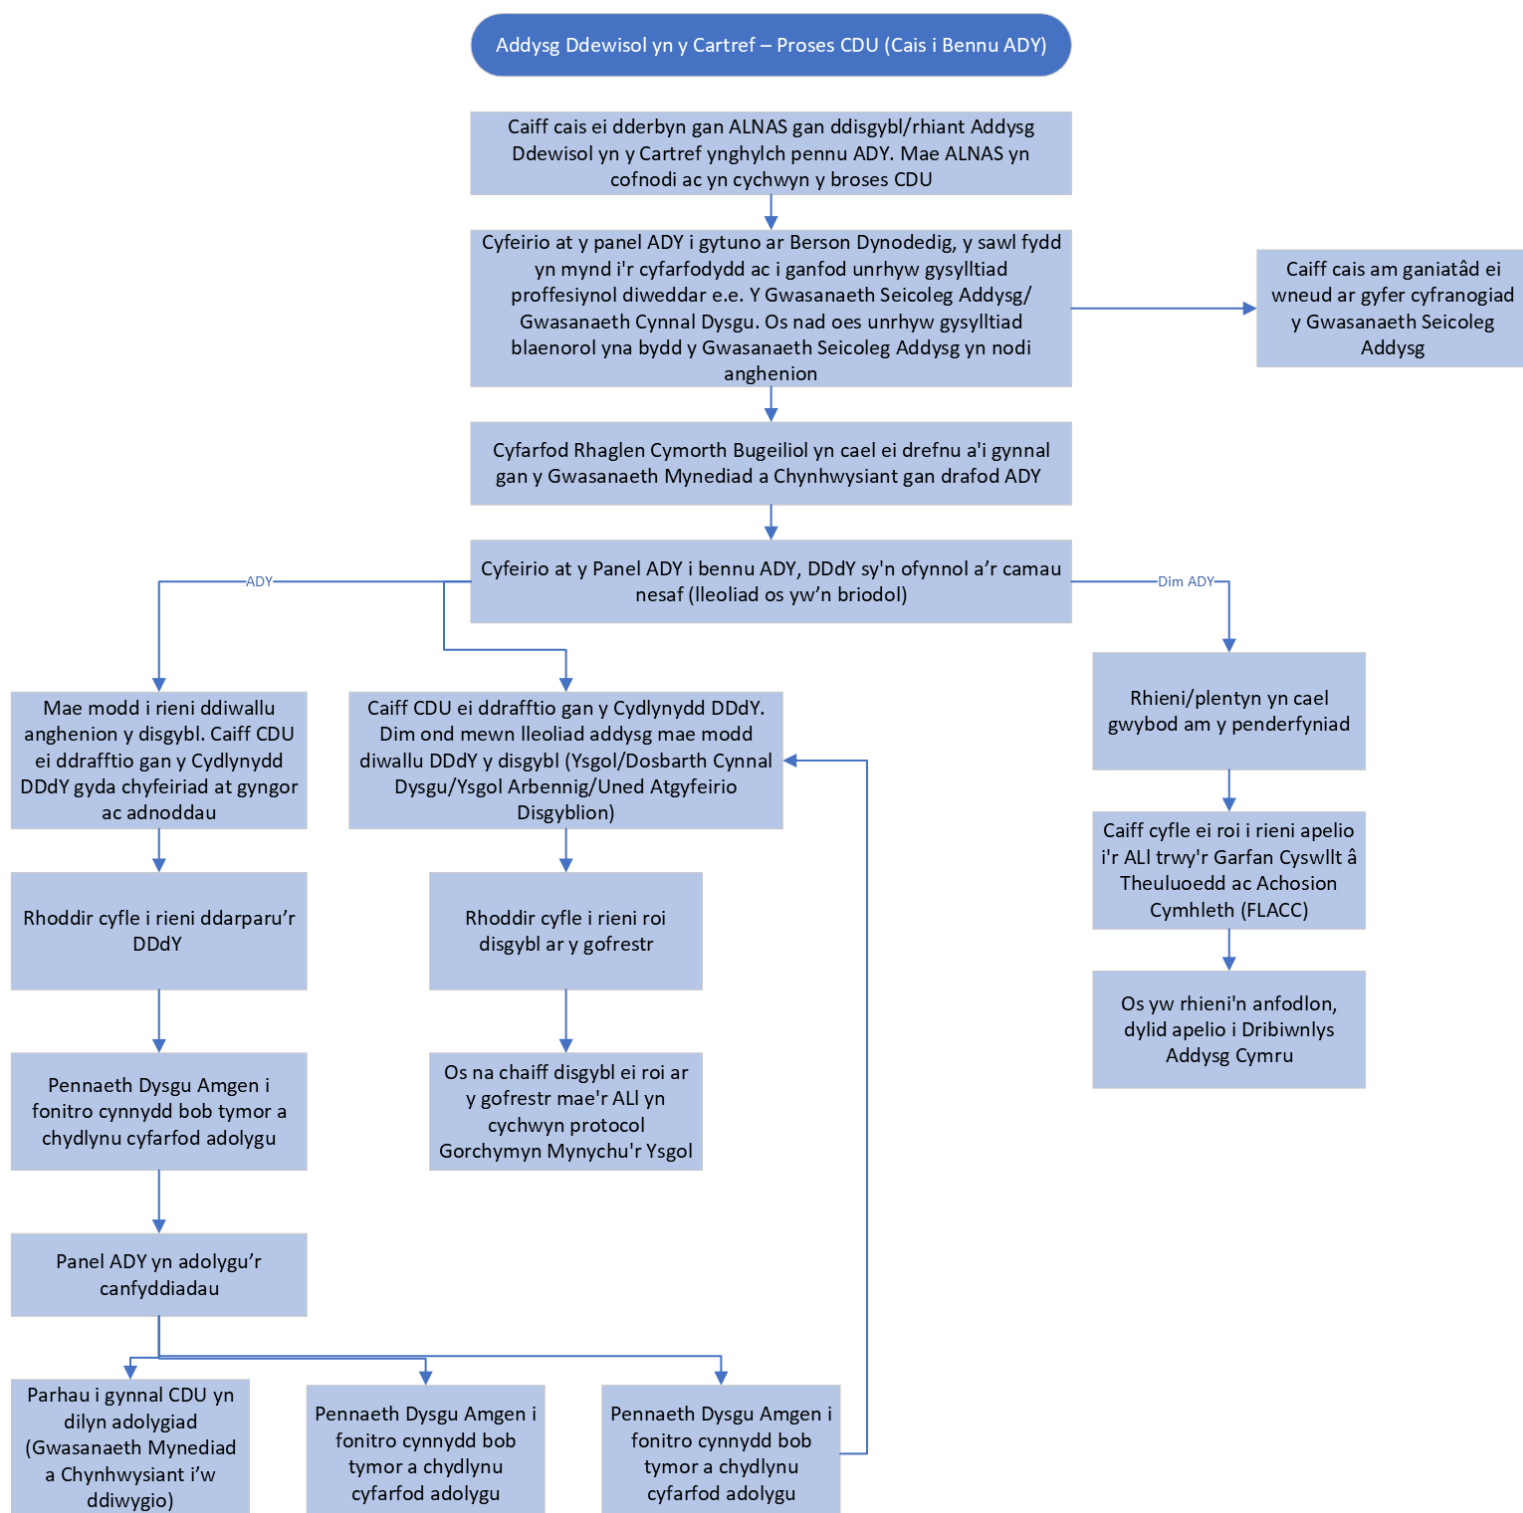 Addysg Ddewisol yn y Cartref – Proses CDU (Cais i Bennu ADY)
Caiff cais ei dderbyn gan ALNAS gan ddisgybl/rhiant Addysg
Ddewisol yn y Cartref ynghylch pennu ADY. Mae ALNAS yn
cofnodi ac yn cychwyn y broses CDU
Cyfeirio at y panel ADY i gytuno ar Berson Dynodedig, y sawl fydd
yn mynd i'r cyfarfodydd ac i ganfod unrhyw gysylltiad
proffesiynol diweddar e.e. Y Gwasanaeth Seicoleg Addysg/
Gwasanaeth Cynnal Dysgu. Os nad oes unrhyw gysylltiad
blaenorol yna bydd y Gwasanaeth Seicoleg Addysg yn nodi
anghenion
Caiff cais am ganiatâd ei
wneud ar gyfer cyfranogiad
y Gwasanaeth Seicoleg
Addysg
Cyfarfod Rhaglen Cymorth Bugeiliol yn cael ei drefnu a'i gynnal
gan y Gwasanaeth Mynediad a Chynhwysiant gan drafod ADY
Cyfeirio at y Panel ADY i bennu ADY, DDdY sy'n ofynnol a’r camau
nesaf (lleoliad os yw’n briodol)
ADY
Dim ADY
Mae modd i rieni ddiwallu
anghenion y disgybl. Caiff CDU
ei ddrafftio gan y Cydlynydd
DDdY gyda chyfeiriad at gyngor
ac adnoddau
Caiff CDU ei ddrafftio gan y Cydlynydd DDdY.
Dim ond mewn lleoliad addysg mae modd
diwallu DDdY y disgybl (Ysgol/Dosbarth Cynnal
Dysgu/Ysgol Arbennig/Uned Atgyfeirio
Disgyblion)
Rhieni/plentyn yn cael
gwybod am y penderfyniad
Rhoddir cyfle i rieni ddarparu’r
DDdY
Rhoddir cyfle i rieni roi
disgybl ar y gofrestr
Caiff cyfle ei roi i rieni apelio
i'r ALl trwy'r Garfan Cyswllt â
Theuluoedd ac Achosion
Cymhleth (FLACC)
Pennaeth Dysgu Amgen i
fonitro cynnydd bob tymor a
chydlynu cyfarfod adolygu
Os na chaiff disgybl ei roi ar
y gofrestr mae'r ALl yn
cychwyn protocol
Gorchymyn Mynychu'r Ysgol
Os yw rhieni'n anfodlon,
dylid apelio i Dribiwnlys
Addysg Cymru
Panel ADY yn adolygu’r
canfyddiadau
Parhau i gynnal CDU yn
dilyn adolygiad
(Gwasanaeth Mynediad
a Chynhwysiant i’w
ddiwygio)
Pennaeth Dysgu Amgen i
fonitro cynnydd bob
tymor a chydlynu
cyfarfod adolygu
Pennaeth Dysgu Amgen i
fonitro cynnydd bob
tymor a chydlynu
cyfarfod adolygu